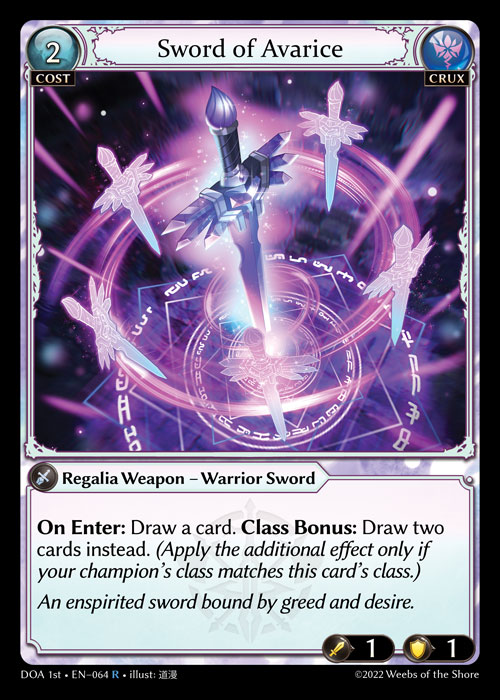 2
COST
Sword of Avarice
CRUX
Regalia Weapon – Warrior Sword
On Enter: Draw a card. Class Bonus: Draw two
cards instead. (Apply the additional effect only if
your champion's class matches this card's class.)
An enspirited sword bound by greed and desire.
1
1
DOA 1st • EN–064 R • illust: 道漫
©2022 Weebs of the Shore